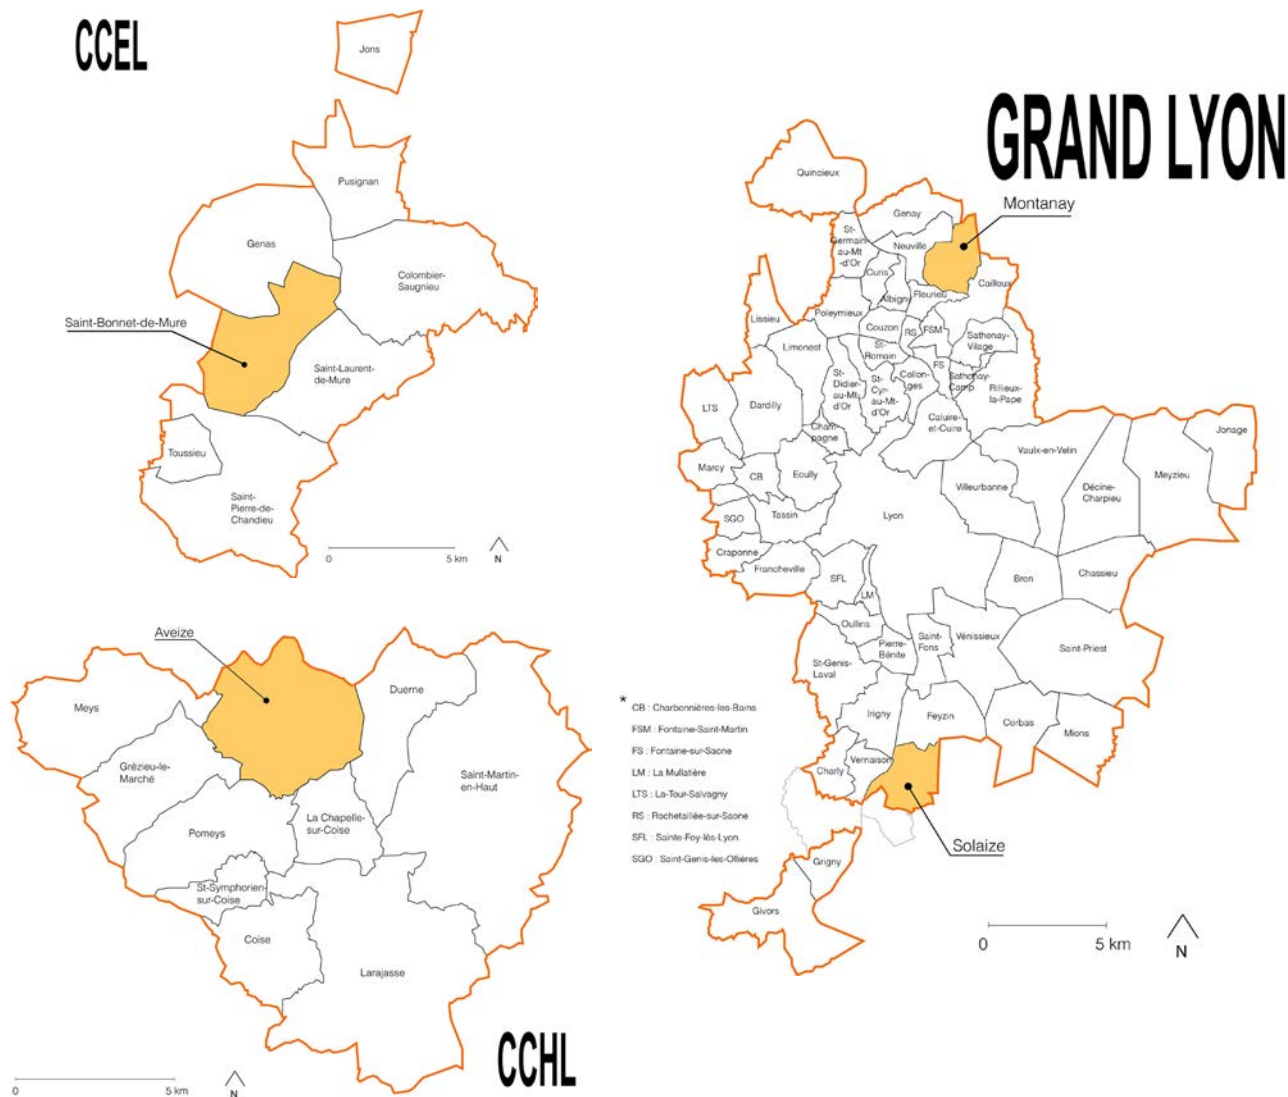 CCEL
Jons
Pusignan
Genas
Colombier-
Saugnieu
Saint-Bonnet-de-Mure
Saint-Laurent-
de-Mure
Toussieu
Saint-
Pierre-de-
Chandieu
0
5 km
N
GRAND LYON
Quincieux
Montanay
Genay
St-
Germain
au-Mt
-d'Or
Neuville
Curis
Albigny
Fleurieu
Cailloux
Lissieu
Poleymieux
Couzon
RS
FSM
Sathonay-
Vilage
Limonest
St-
Romain
FS
Sathonay-
Camp
St-
Didier-
au-Mt-
d'Or
St-
Cyr-
au-Mt-
d'Or
Collon-
ges
Rillieux-
la-Pape
LTS
Dardilly
Caluire-
et-Cuire
Cham-
pagne
Vaulx-en-Velin
Jonage
Marcy
CB
Ecully
Villeurbanne
Décine-
Charpieu
Meyzieu
SGO
Tassin
Lyon
Craponne
Francheville
SFL
LM
Bron
Chassieu
Oullins
Pierre-
Bénite
Saint-
Fons
Vénissieux
Saint-Priest
St-Genis-
Laval
Irigny
Feyzin
Corbas
Mions
Charly
Vernaison
Solaize
Grigny
Givors
*
CB : Charbonnières-les-Bains
FSM : Fontaine-Saint-Martin
FS : Fontaine-sur-Saone
LM : La Mullatière
LTS : La-Tour-Salvagny
RS : Rochetaillée-sur-Saone
SFL : Sainte-Foy-lès-Lyon
SGO : Saint-Genis-les-Ollières
0
5 km
N
Aveize
Meys
Duerne
Grézieu-le-
Marché
Saint-Martin-
en-Haut
La Chapelle-
sur-Coise
Pomeys
St-Symphorien-
sur-Coise
Coise
Larajasse
CCHL
0
5 km
N